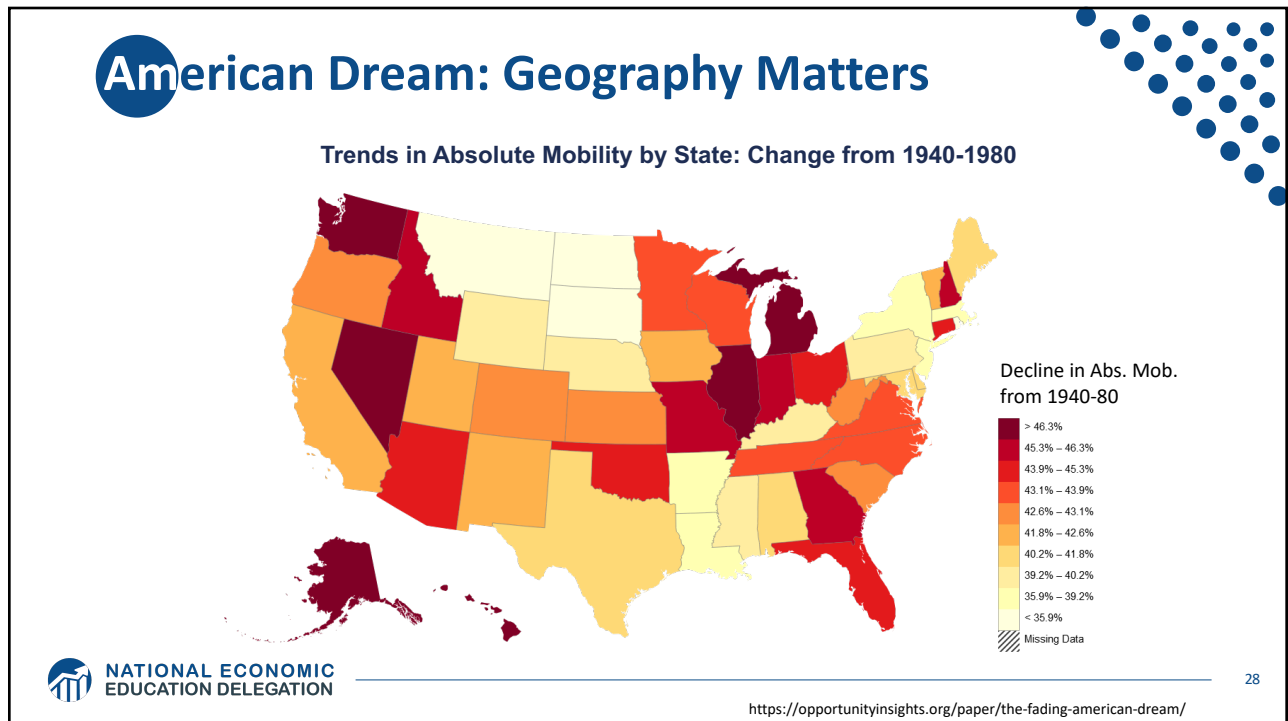 American Dream: Geography Matters
Trends in Absolute Mobility by State: Change from 1940-1980
Decline in Abs. Mob.
from 1940-80
> 46.3%
45.3% – 46.3%
43.9% – 45.3%
43.1% – 43.9%
42.6% – 43.1%
41.8% – 42.6%
40.2% – 41.8%
39.2% – 40.2%
35.9% – 39.2%
< 35.9%
Missing Data
NATIONAL ECONOMIC
EDUCATION DELEGATION
28
https://opportunityinsights.org/paper/the-fading-american-dream/